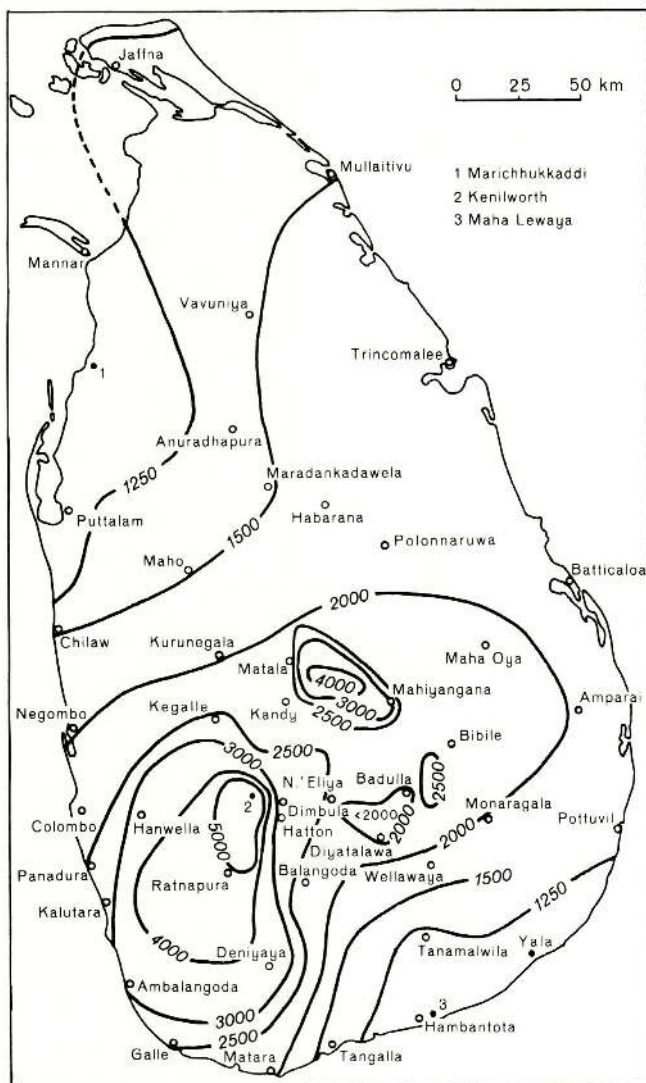 Jaffna
0 25 50 km
Mullaitivu
1 Marichhukkaddi
2 Kenilworth
3 Maha Lewaya
Mannar
Vavuniya
Trincomalee
1
Anuradhapura
1250
Maradankadawela
Puttalam
Habarana
1500
Polonnaruwa
Maho
Batticaloa
2000
Chilaw
Kurunegala
Maha Oya
Matala
4000
3000
Mahiyangana
2500
Kandy
Amparai
Kegalle
Negombo
2500
Bibile
3000
2500
N.'Eliya
Badulla
2
Dimbula
<2000
Monaragala
Colombo
Hanwella
Hatton
2000
Pottuvil
5000
Diyatalawa
2000
Panadura
Balangoda
Wellawaya
Ratnapura
1500
Kalutara
1250
4000
Deniyaya
Tanamalwila
Yala
Ambalangoda
3000
3
Hambantota
2500
Galle
Matara
Tangalla